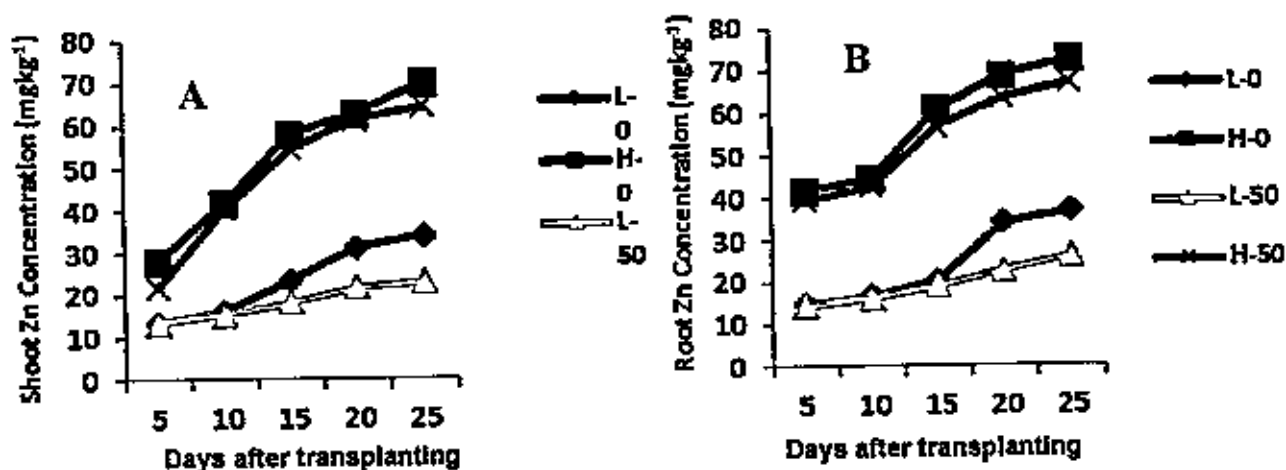 Shoot Zn Concentration (mgkg-1)
80
70
60
50
40
30
20
10
0
A
L-
0
H-
0
L-
50
5 10 15 20 25
Days after transplanting
Root Zn Concentration (mgkg-1)
80
70
60
50
40
30
20
10
0
B
L-0
H-0
L-50
H-50
5 10 15 20 25
Days after transplanting